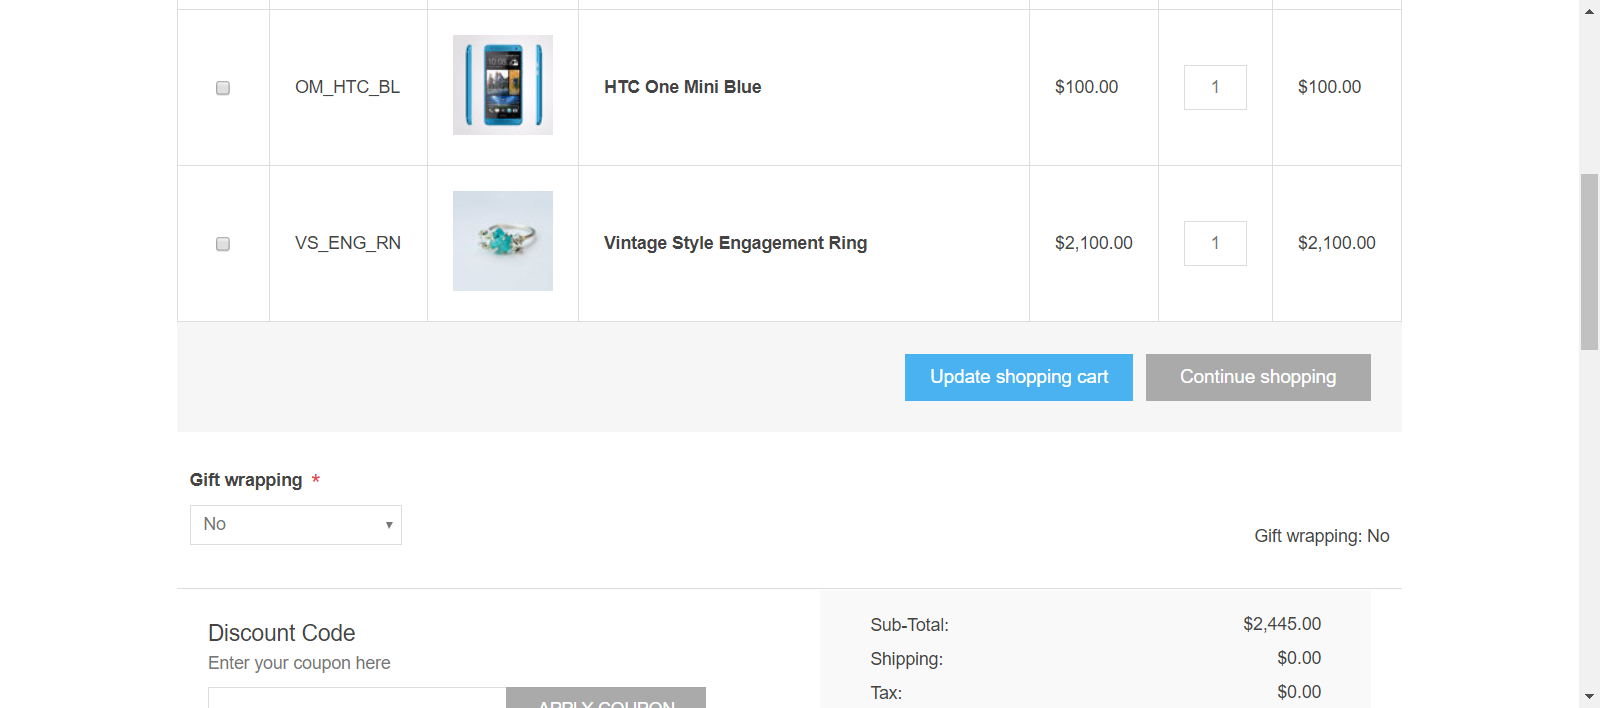 OM_HTC_BL HTC One Mini Blue $100.00 1 $100.00
VS_ENG_RN Vintage Style Engagement Ring $2,100.00 1 $2,100.00
Update shopping cart Continue shopping
Gift wrapping *
No
Gift wrapping: No
Discount Code
Enter your coupon here
APPLY COUPON
Sub-Total: $2,445.00
Shipping: $0.00
Tax: $0.00